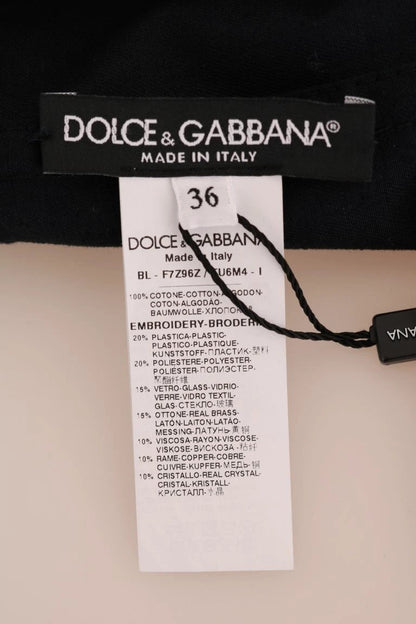 DOLCE & GABBANA®
MADE IN ITALY
36
DOLCE & GABBANA
Made in Italy
BL - F7Z96Z / FU6M4 - I
100% COTONE-COTTON-ALGODON-
COTON-ALGODÃO-
BAUMWOLLE-ХЛОПОК
EMBROIDERY-BRODERIE
20% PLASTICA-PLASTIC-
PLASTICO-PLASTIQUE-
KUNSTSTOFF-ПЛАСТИК-塑料
20% POLIESTERE-POLYESTER-
POLIÉSTER-ПОЛИЭСТЕР-
聚酯纤维
15% VETRO-GLASS-VIDRIO-
VERRE-VIDRO TEXTIL-
GLAS-СТЕКЛО-玻璃
15% OTTONE-REAL BRASS-
LATÓN-LAITON-LATÃO-
MESSING-ЛАТУНЬ-黄铜
10% VISCOSA-RAYON-VISCOSE-
VISKOSE-ВИСКОЗА-粘纤
10% RAME-COPPER-COBRE-
CUIVRE-KUPFER-МЕДЬ-铜
10% CRISTALLO-REAL CRYSTAL-
CRISTAL-KRISTALL-
КРИСТАЛЛ-水晶
BANA